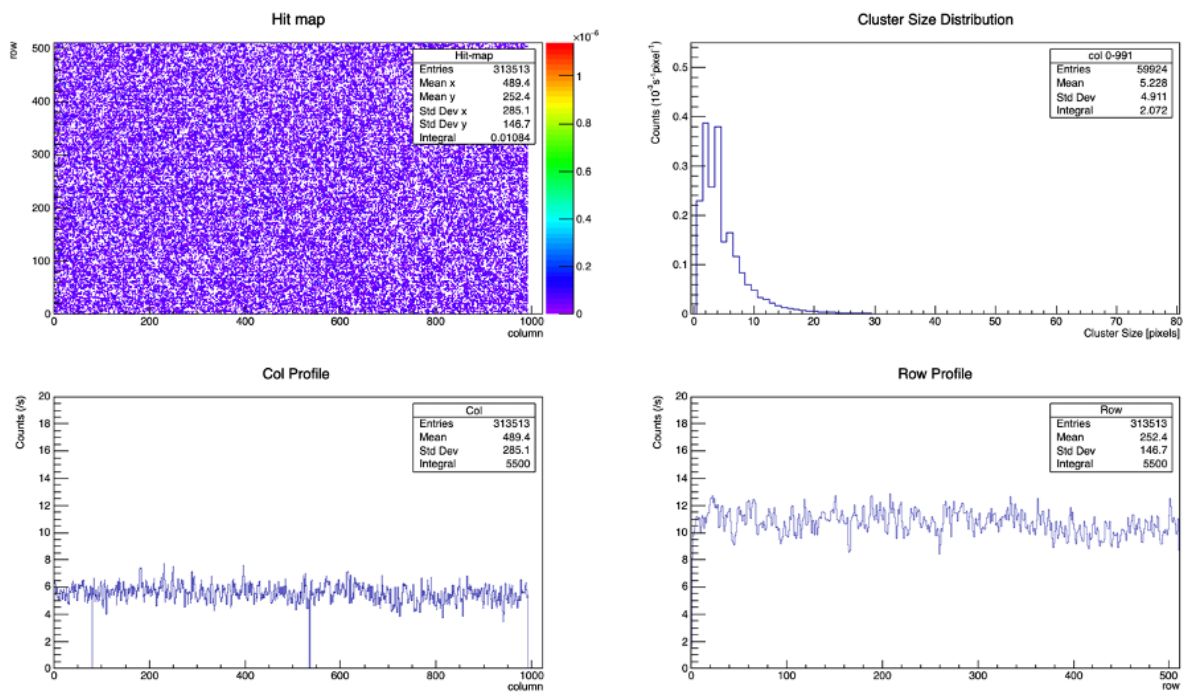 Hit map
row
500
400
300
200
100
0
0 200 400 600 800 1000
column
Hit-map
Entries 313513
Mean x 489.4
Mean y 252.4
Std Dev x 285.1
Std Dev y 146.7
Integral 0.01084
×10⁻⁶
1
0.8
0.6
0.4
0.2
0
Cluster Size Distribution
Counts (10⁻³s⁻¹pixel⁻¹)
0.5
0.4
0.3
0.2
0.1
0
0 10 20 30 40 50 60 70 80
Cluster Size [pixels]
col 0-991
Entries 59924
Mean 5.228
Std Dev 4.911
Integral 2.072
Col Profile
Counts (/s)
20
18
16
14
12
10
8
6
4
2
0
0 200 400 600 800 1000
column
Col
Entries 313513
Mean 489.4
Std Dev 285.1
Integral 5500
Row Profile
Counts (/s)
20
18
16
14
12
10
8
6
4
2
0
0 100 200 300 400 500
row
Row
Entries 313513
Mean 252.4
Std Dev 146.7
Integral 5500